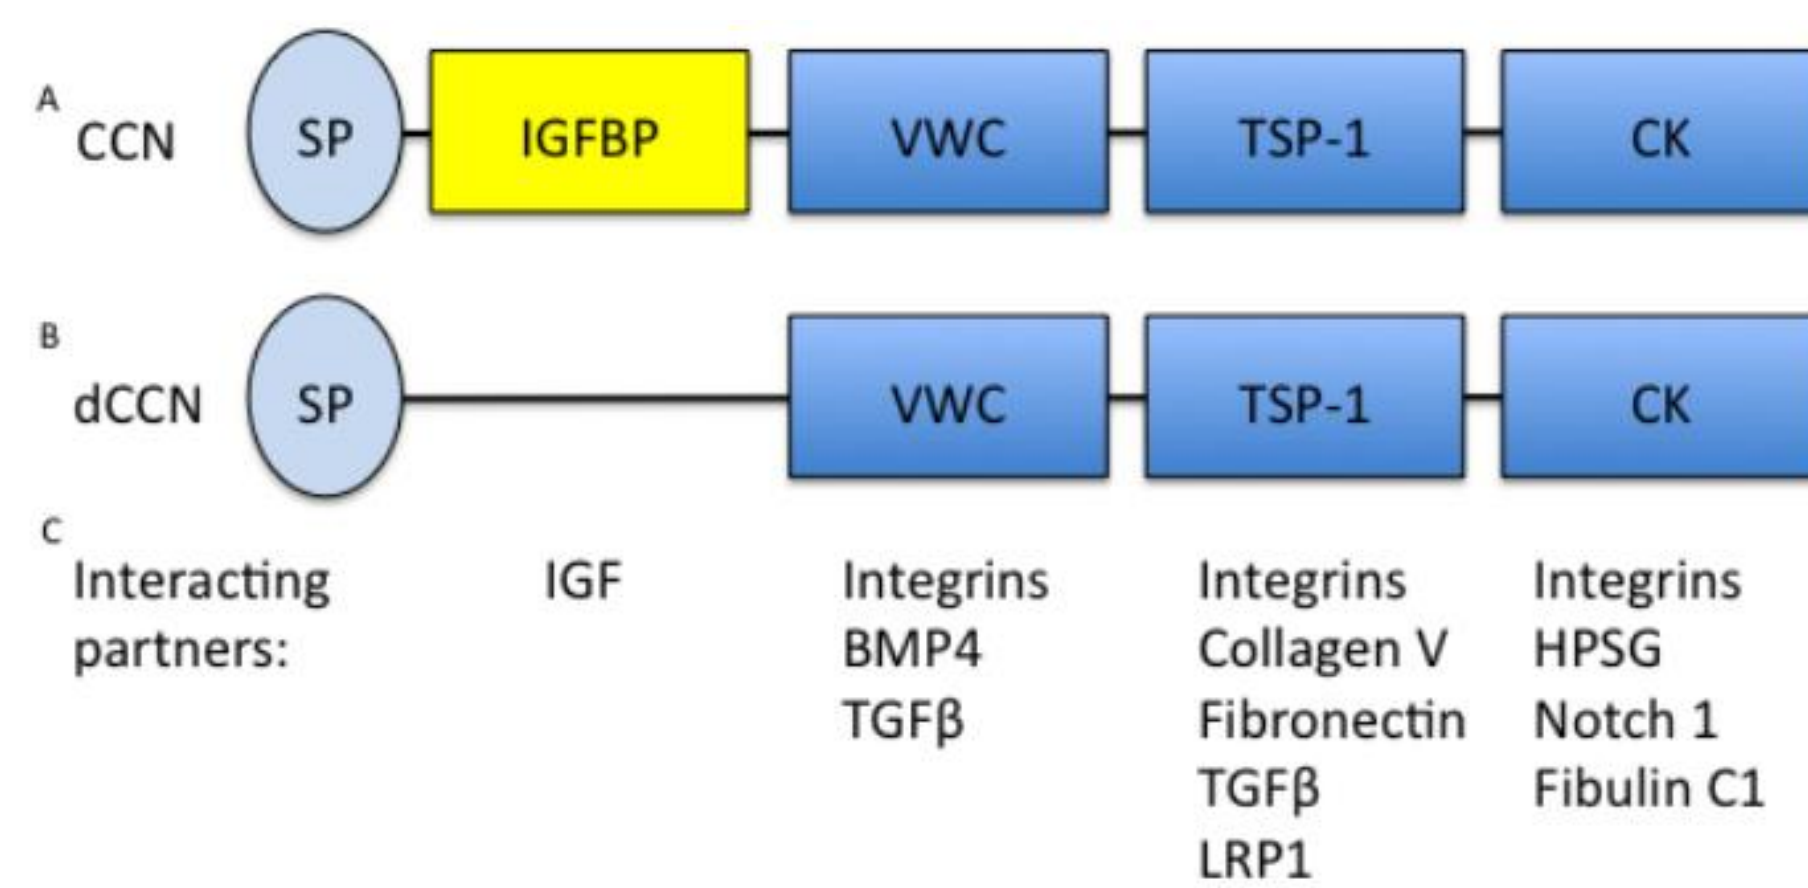 A
CCN SP IGFBP VWC TSP-1 CK
B
dCCN SP VWC TSP-1 CK
C
Interacting IGF Integrins Integrins Integrins
partners: BMP4 Collagen V HPSG
TGFβ Fibronectin Notch 1
TGFβ Fibulin C1
LRP1